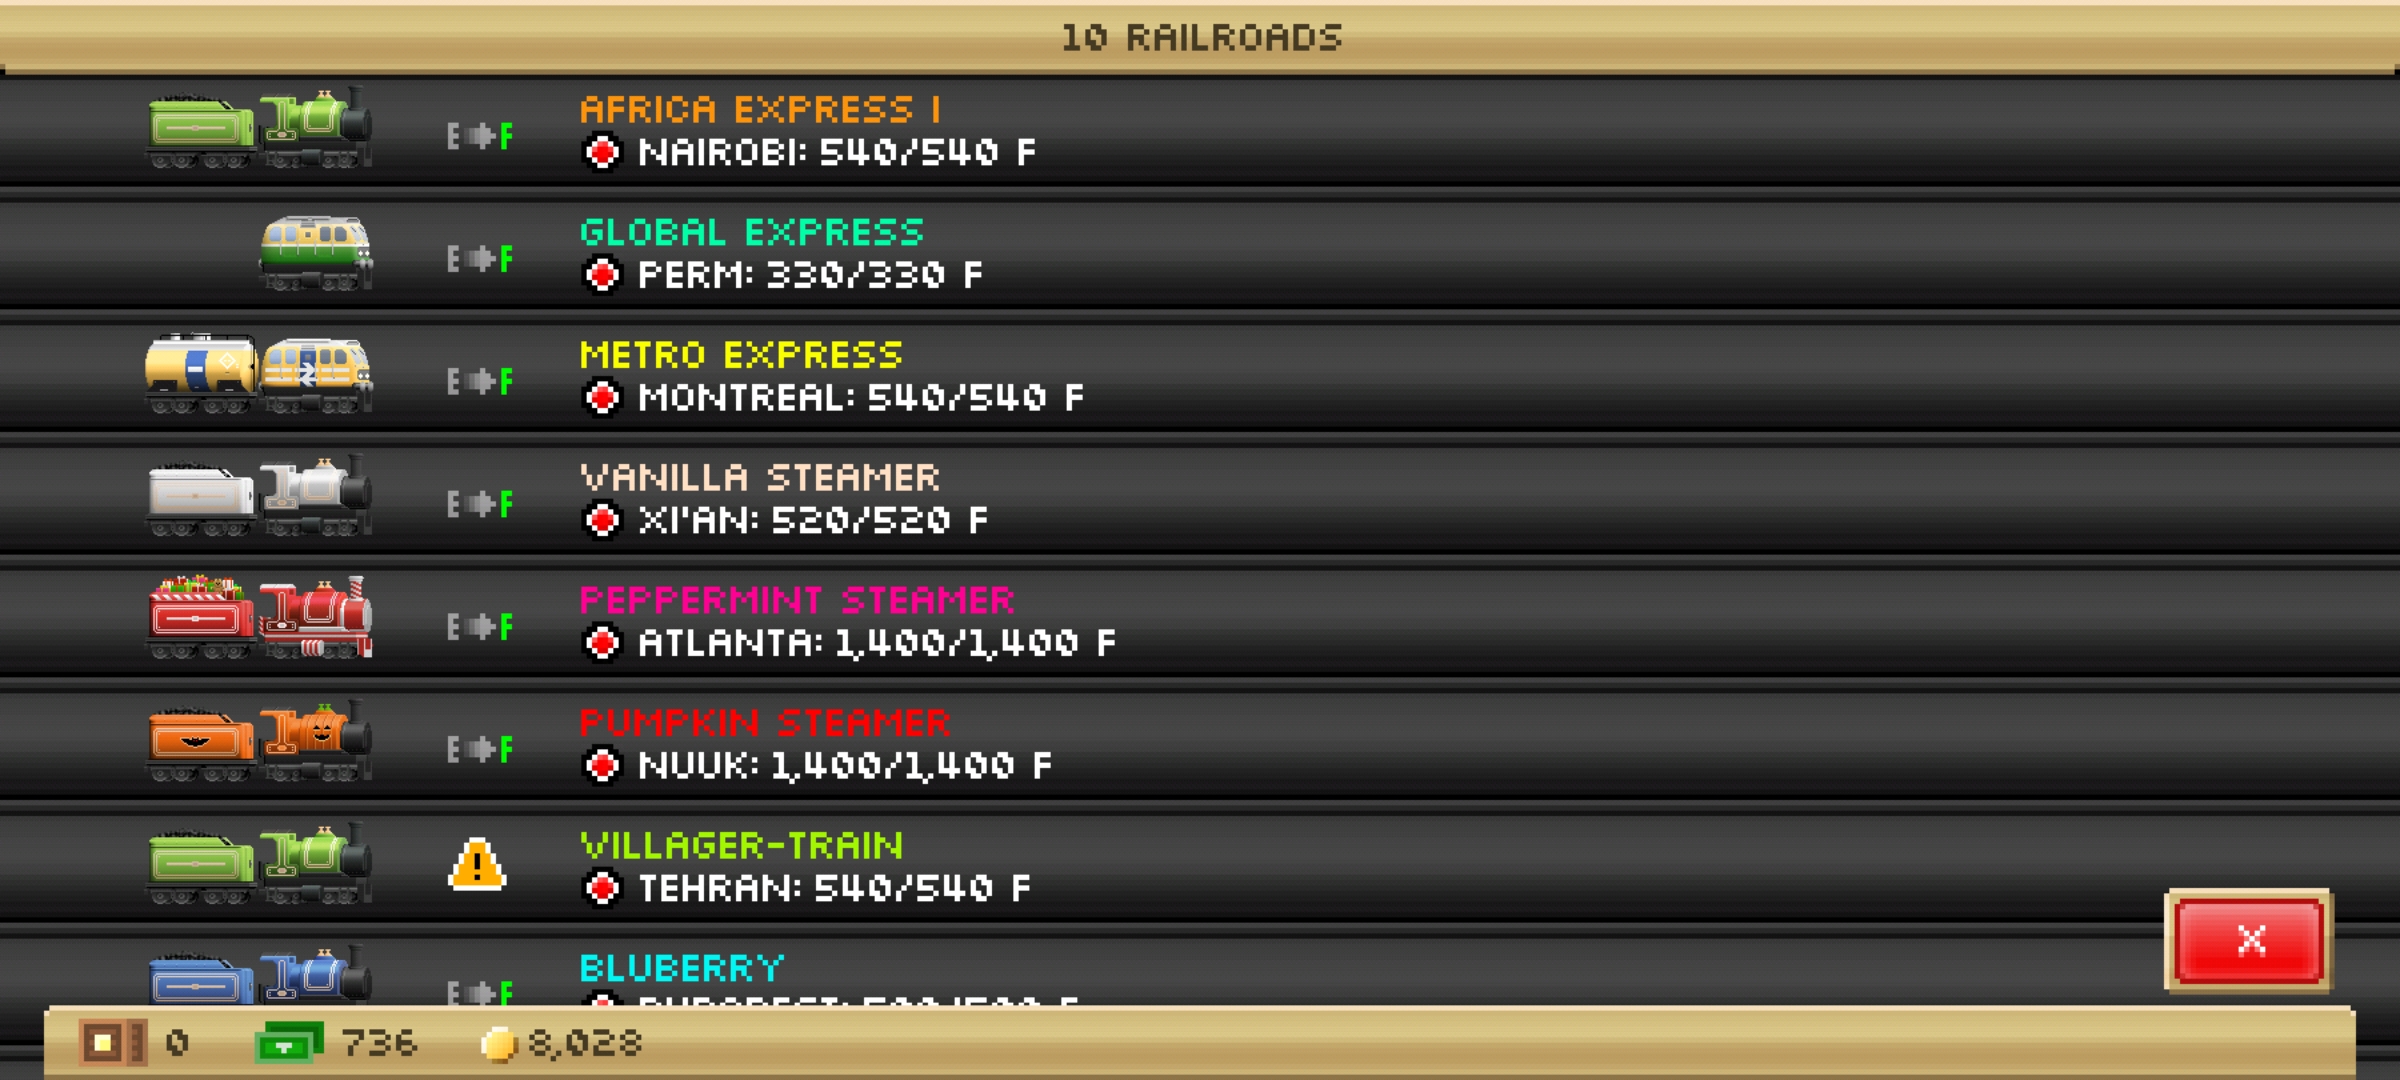 10 RAILROADS
AFRICA EXPRESS I
E F
NAIROBI: 540/540 F
GLOBAL EXPRESS
E F
PERM: 330/330 F
METRO EXPRESS
E F
MONTREAL: 540/540 F
VANILLA STEAMER
E F
XI'AN: 520/520 F
PEPPERMINT STEAMER
E F
ATLANTA: 1,400/1,400 F
PUMPKIN STEAMER
E F
NUUK: 1,400/1,400 F
VILLAGER-TRAIN
!
TEHRAN: 540/540 F
BLUBERRY
E F
X
0 736 8,028